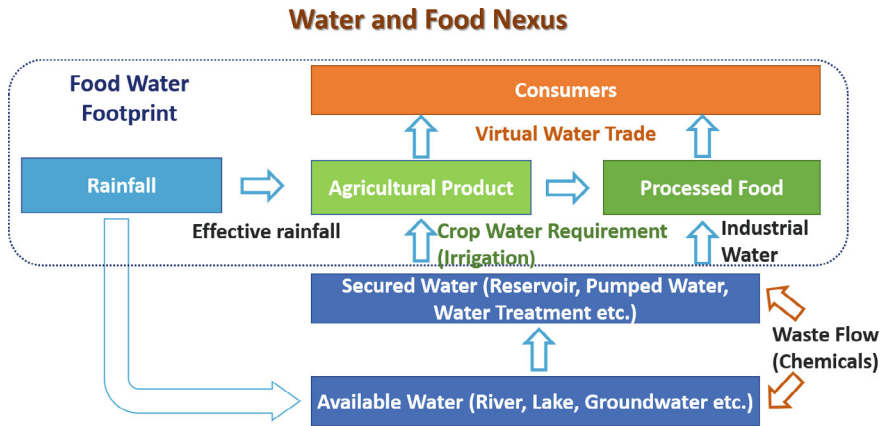 Water and Food Nexus
Food Water
Footprint
Consumers
Virtual Water Trade
Rainfall
Agricultural Product
Processed Food
Effective rainfall
Crop Water Requirement
(Irrigation)
Industrial
Water
Secured Water (Reservoir, Pumped Water,
Water Treatment etc.)
Waste Flow
(Chemicals)
Available Water (River, Lake, Groundwater etc.)